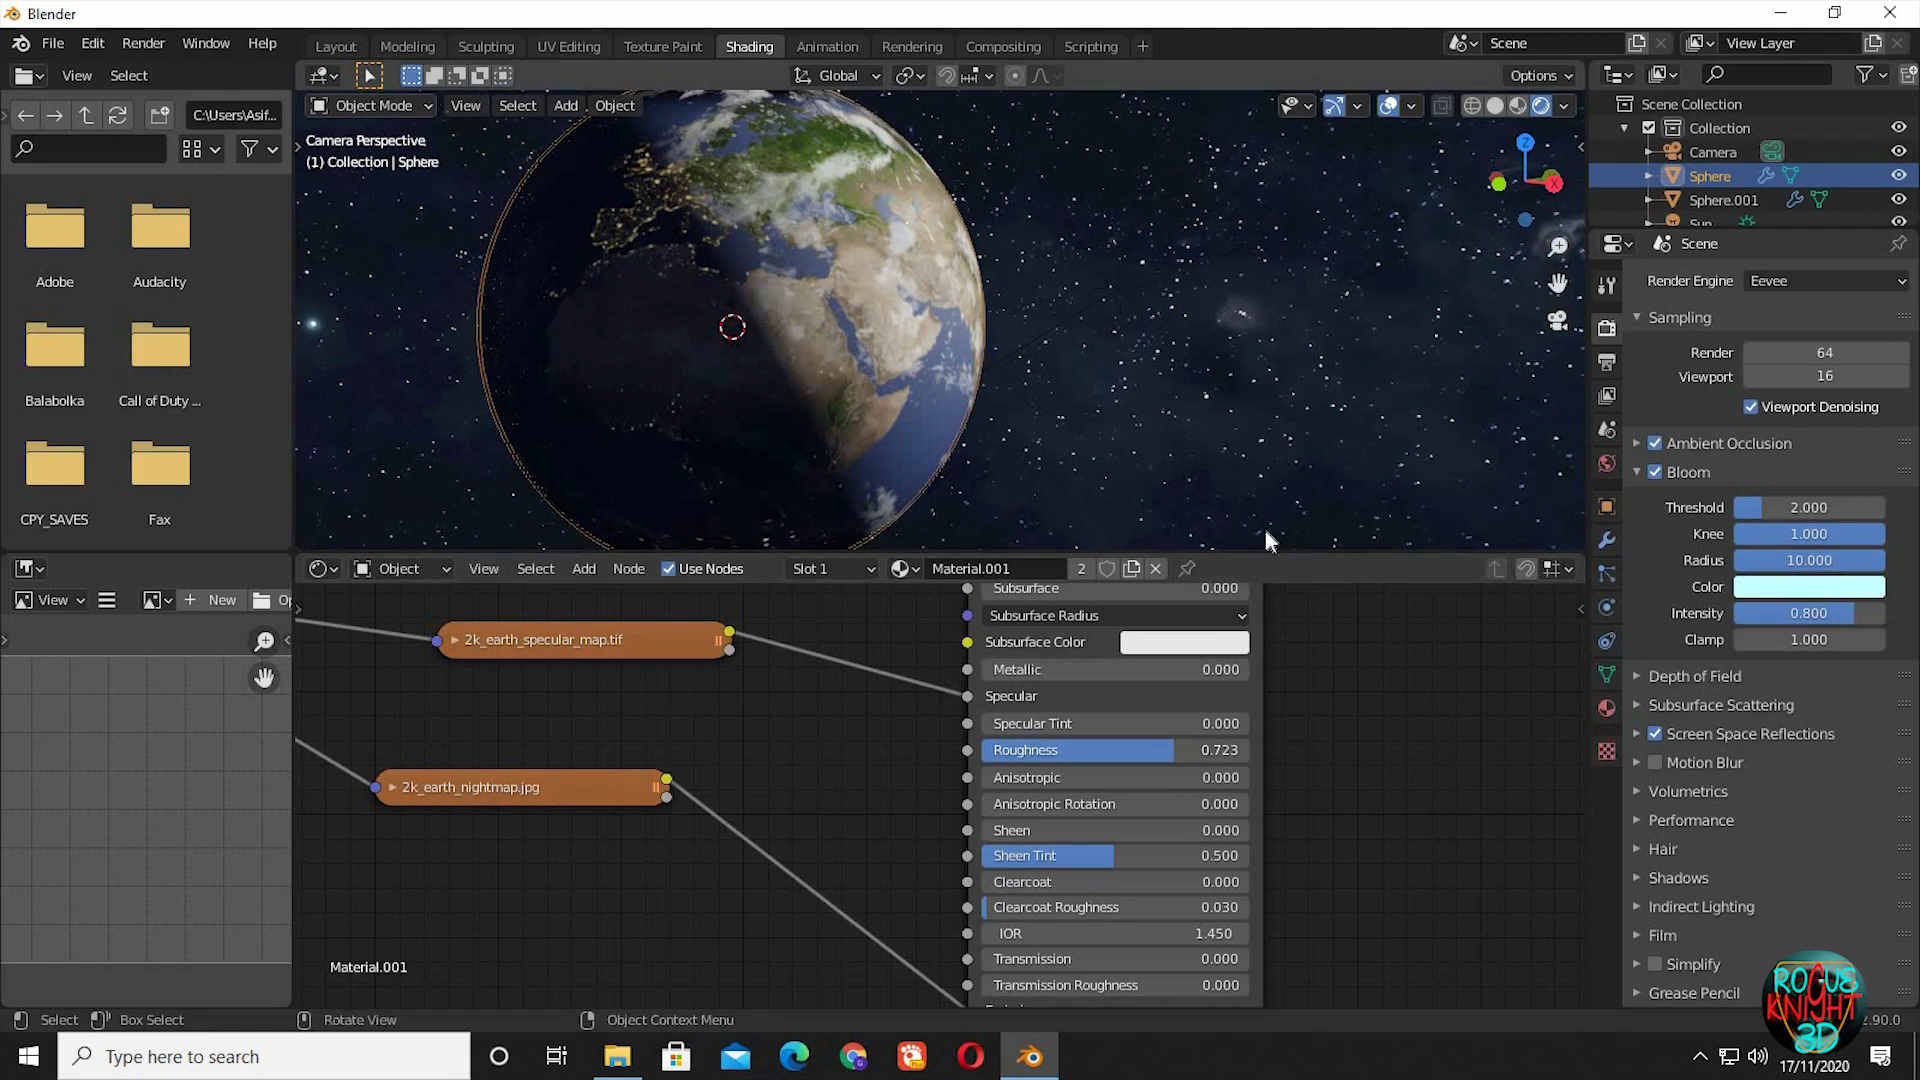 Blender
File Edit Render Window Help
Layout Modeling Sculpting UV Editing Texture Paint Shading Animation Rendering Compositing Scripting +
Scene
View Layer
View Select
Global
Options
C:\Users\Asif...
Object Mode View Select Add Object
Camera Perspective
(1) Collection | Sphere
Z
X
Adobe
Audacity
Balabolka
Call of Duty ...
CPY_SAVES
Fax
Scene Collection
Collection
Camera
Sphere
Sphere.001
Sun
Scene
Render Engine Eevee
Sampling
Render 64
Viewport 16
Viewport Denoising
Ambient Occlusion
Bloom
Threshold 2.000
Knee 1.000
Radius 10.000
Color
Intensity 0.800
Clamp 1.000
Depth of Field
Subsurface Scattering
Screen Space Reflections
Motion Blur
Volumetrics
Performance
Hair
Shadows
Indirect Lighting
Film
Simplify
Grease Pencil
View + New Op
Object View Select Add Node Use Nodes Slot 1 Material.001 2
2k_earth_specular_map.tif
2k_earth_nightmap.jpg
Subsurface 0.000
Subsurface Radius
Subsurface Color
Metallic 0.000
Specular
Specular Tint 0.000
Roughness 0.723
Anisotropic 0.000
Anisotropic Rotation 0.000
Sheen 0.000
Sheen Tint 0.500
Clearcoat 0.000
Clearcoat Roughness 0.030
IOR 1.450
Transmission 0.000
Transmission Roughness 0.000
Material.001
Select Box Select Rotate View Object Context Menu
2.90.0
ROGUE
KNIGHT
3D
Type here to search
17/11/2020